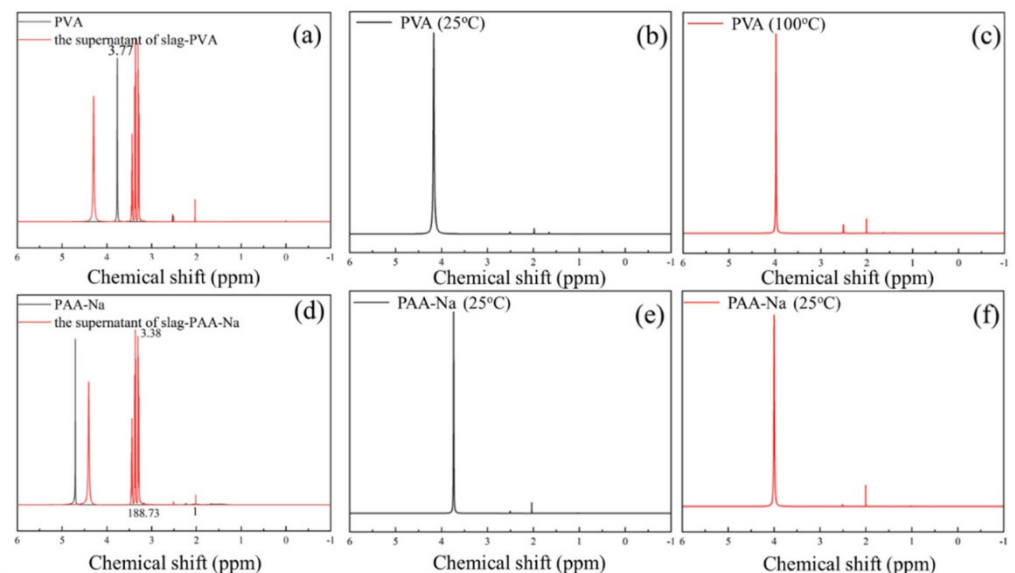 PVA
the supernatant of slag-PVA
3.77
(a)
6 5 4 3 2 1 0 -1
Chemical shift (ppm)
PVA (25°C)
(b)
6 5 4 3 2 1 0 -1
Chemical shift (ppm)
PVA (100°C)
(c)
6 5 4 3 2 1 0 -1
Chemical shift (ppm)
PAA-Na
the supernatant of slag-PAA-Na
3.38
(d)
188.73
1
6 5 4 3 2 1 0 -1
Chemical shift (ppm)
PAA-Na (25°C)
(e)
6 5 4 3 2 1 0 -1
Chemical shift (ppm)
PAA-Na (25°C)
(f)
6 5 4 3 2 1 0 -1
Chemical shift (ppm)